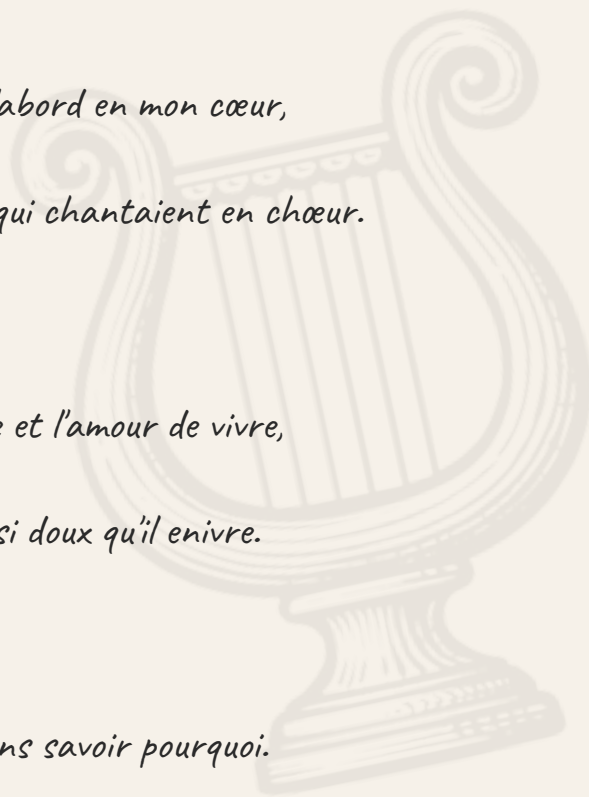 abord en mon cœur,
qui chantaient en chœur.
et l'amour de vivre,
si doux qu'il enivre.
savoir pourquoi.